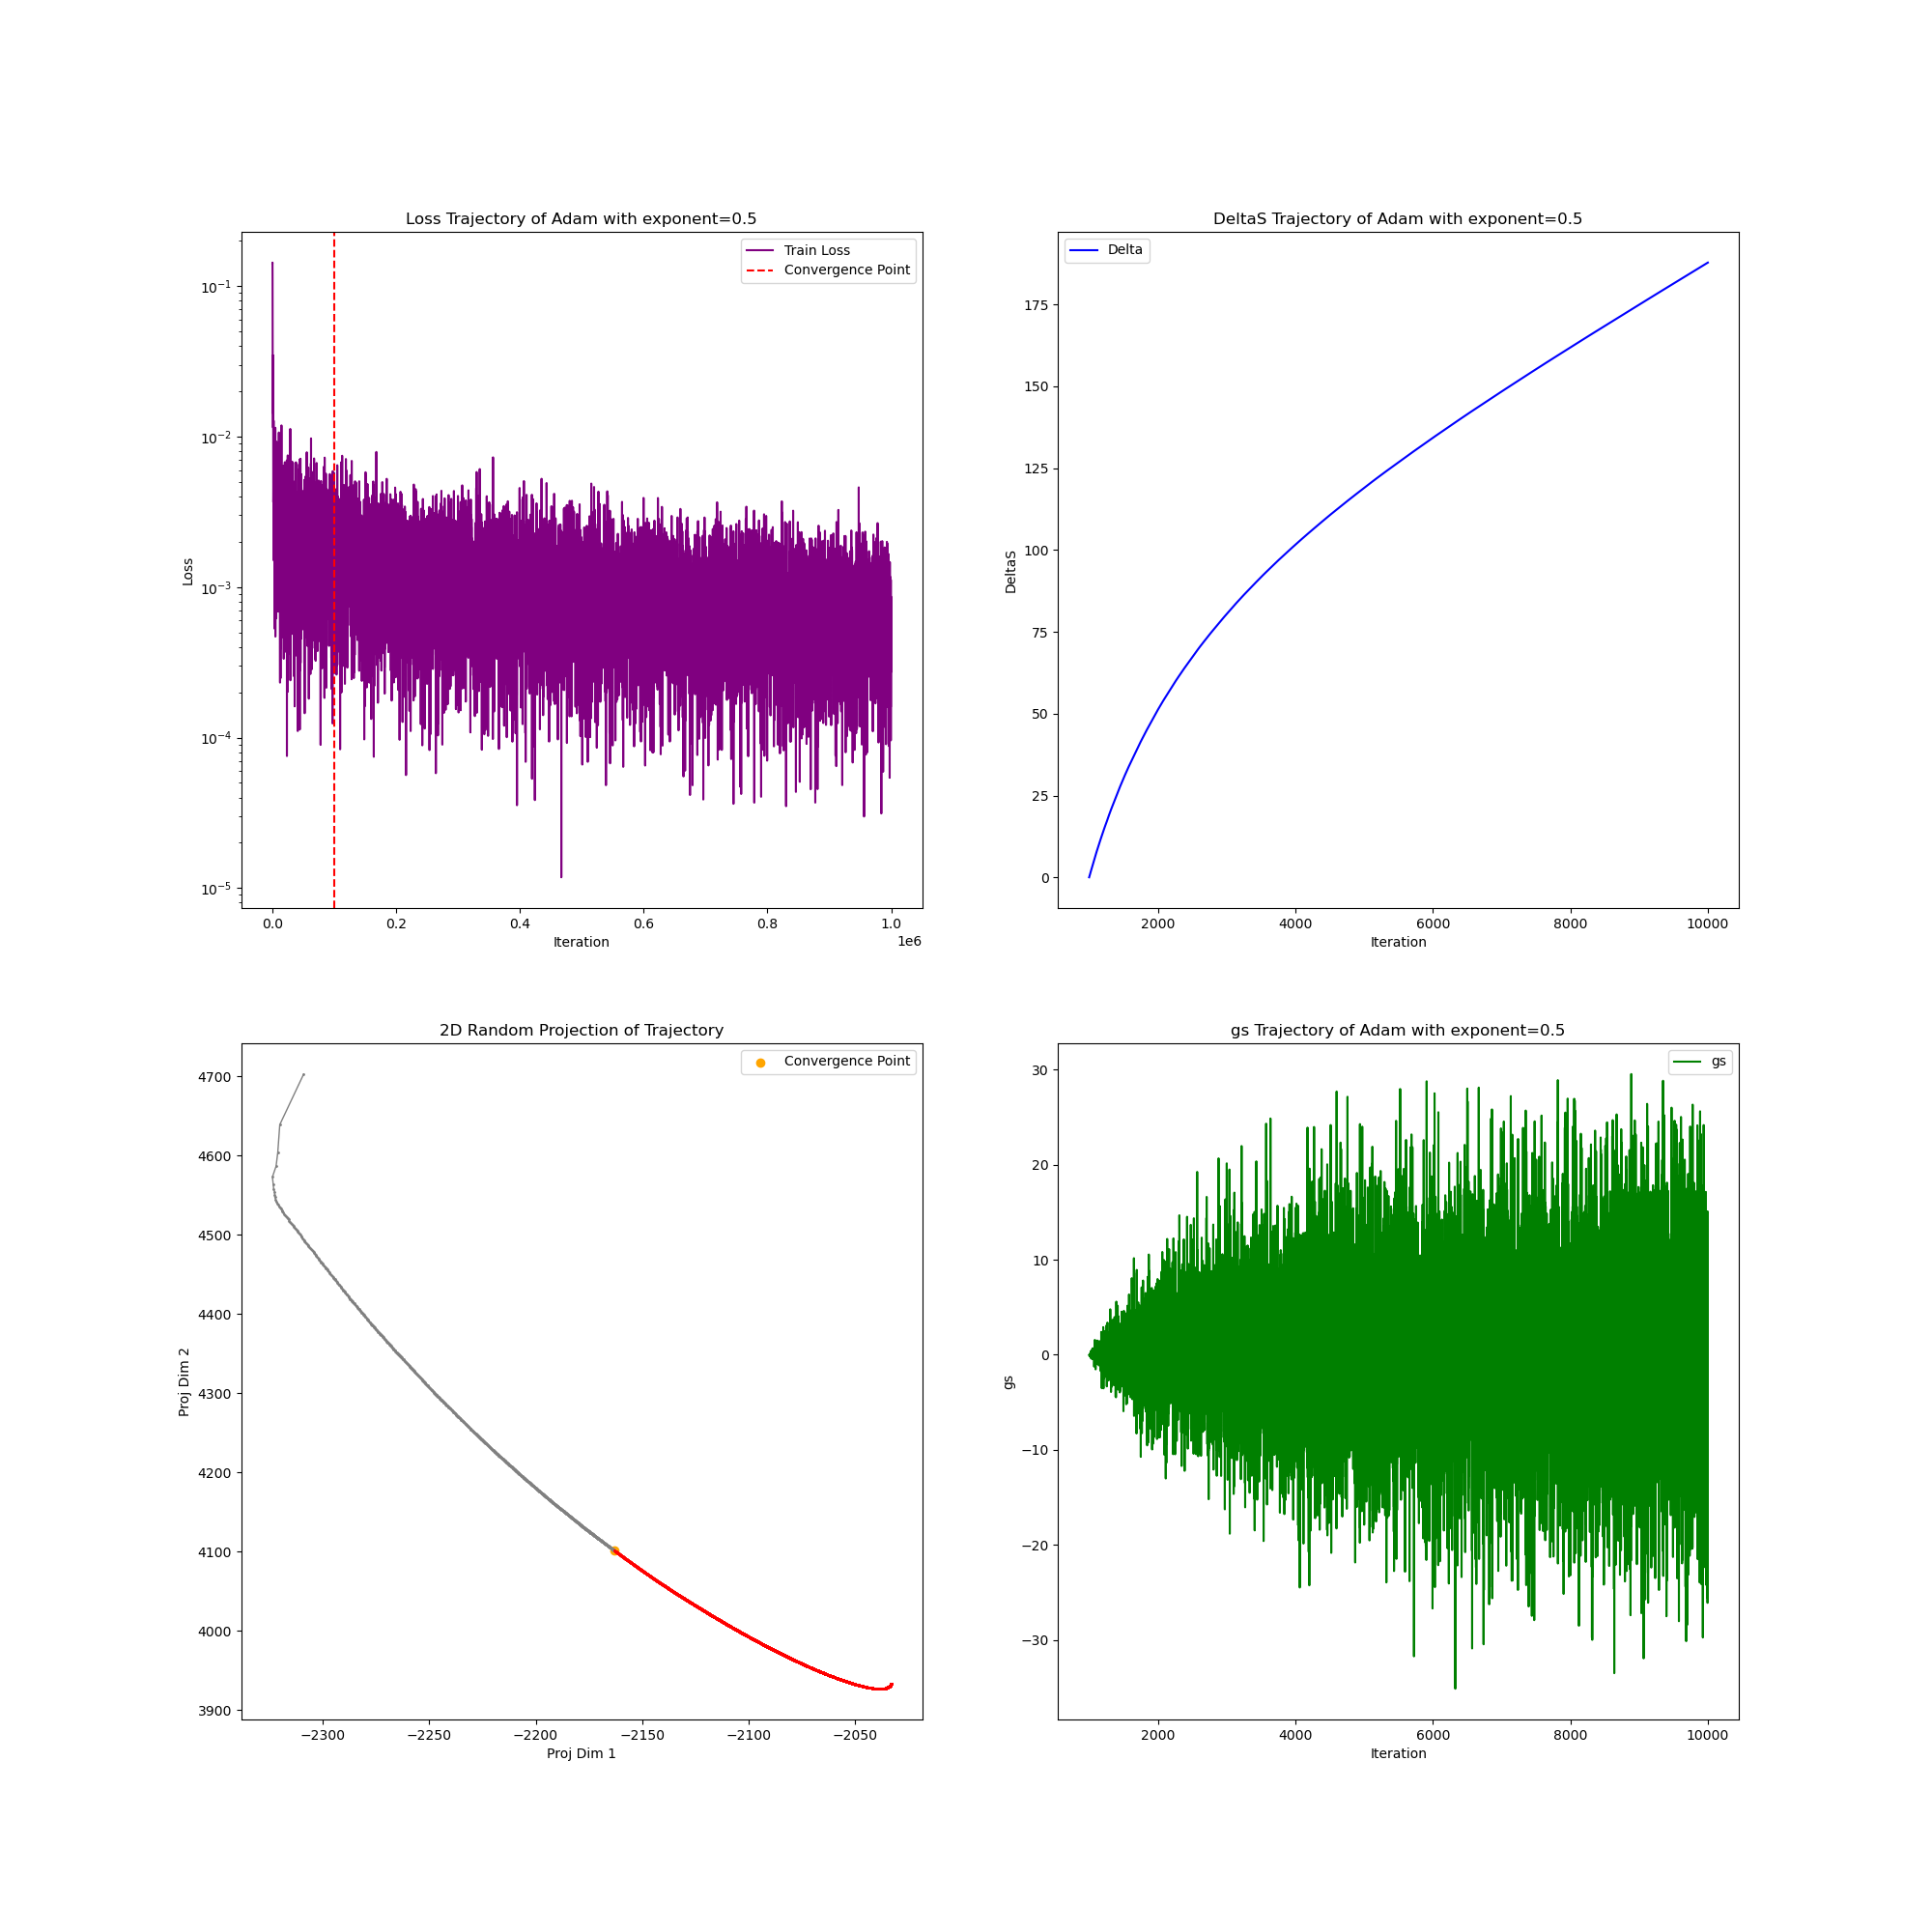 Loss Trajectory of Adam with exponent=0.5
Train Loss
Convergence Point
10⁻¹
10⁻²
10⁻³
10⁻⁴
10⁻⁵
Loss
0.0 0.2 0.4 0.6 0.8 1.0
1e6
Iteration
DeltaS Trajectory of Adam with exponent=0.5
Delta
175
150
125
100
75
50
25
0
DeltaS
2000 4000 6000 8000 10000
Iteration
2D Random Projection of Trajectory
Convergence Point
4700
4600
4500
4400
4300
4200
4100
4000
3900
Proj Dim 2
−2300 −2250 −2200 −2150 −2100 −2050
Proj Dim 1
gs Trajectory of Adam with exponent=0.5
gs
30
20
10
0
−10
−20
−30
gs
2000 4000 6000 8000 10000
Iteration